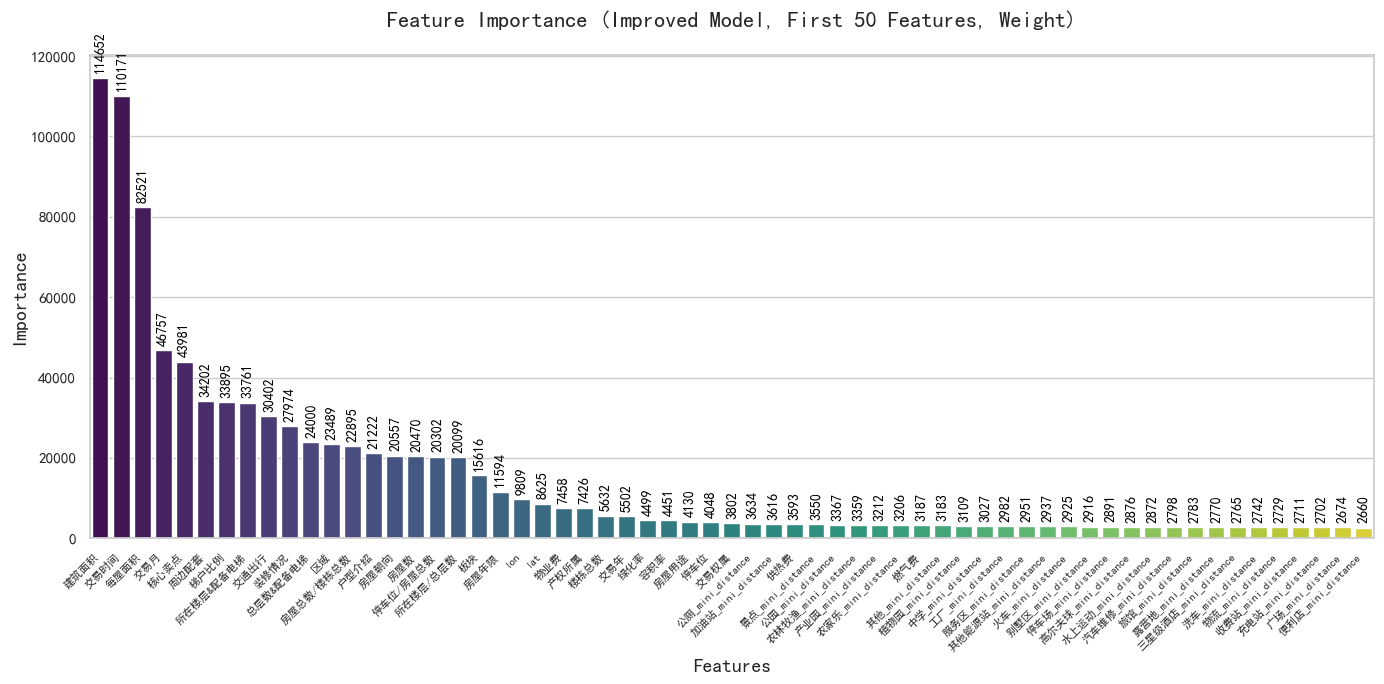 Feature Importance (Improved Model, First 50 Features, Weight)
Importance
120000
100000
80000
60000
40000
20000
0
114652
110171
82521
46757
43981
34202
33895
33761
30402
27974
24000
23489
22895
21222
20557
20470
20302
20099
15616
11594
9809
8625
7458
7426
5632
5502
4499
4451
4130
4048
3802
3634
3616
3593
3550
3367
3359
3212
3206
3187
3183
3109
3027
2982
2951
2937
2925
2916
2891
2876
2872
2798
2783
2770
2765
2742
2729
2711
2702
2674
2660
建筑面积
交易时间
每屋面积
交易月
核心卖点
周边配套
梯户比例
所在楼层&配备电梯
交通出行
装修情况
总层数&配备电梯
区域
房屋总数/楼栋总数
户型介绍
房屋朝向
房屋数
停车位/房屋总数
所在楼层/总层数
板块
房屋年限
lon
lat
物业费
产权所属
楼栋总数
交易年
绿化率
容积率
房屋用途
停车位
交易权属
公厕_mini_distance
加油站_mini_distance
供热费
景点_mini_distance
公园_mini_distance
农林牧渔_mini_distance
产业园_mini_distance
农家乐_mini_distance
燃气费
其他_mini_distance
植物园_mini_distance
中学_mini_distance
工厂_mini_distance
服务区_mini_distance
其他能源站_mini_distance
火车_mini_distance
别墅区_mini_distance
停车场_mini_distance
高尔夫球_mini_distance
水上运动_mini_distance
汽车维修_mini_distance
旅馆_mini_distance
露营地_mini_distance
三星级酒店_mini_distance
洗车_mini_distance
物流_mini_distance
收费站_mini_distance
充电站_mini_distance
广场_mini_distance
便利店_mini_distance
Features